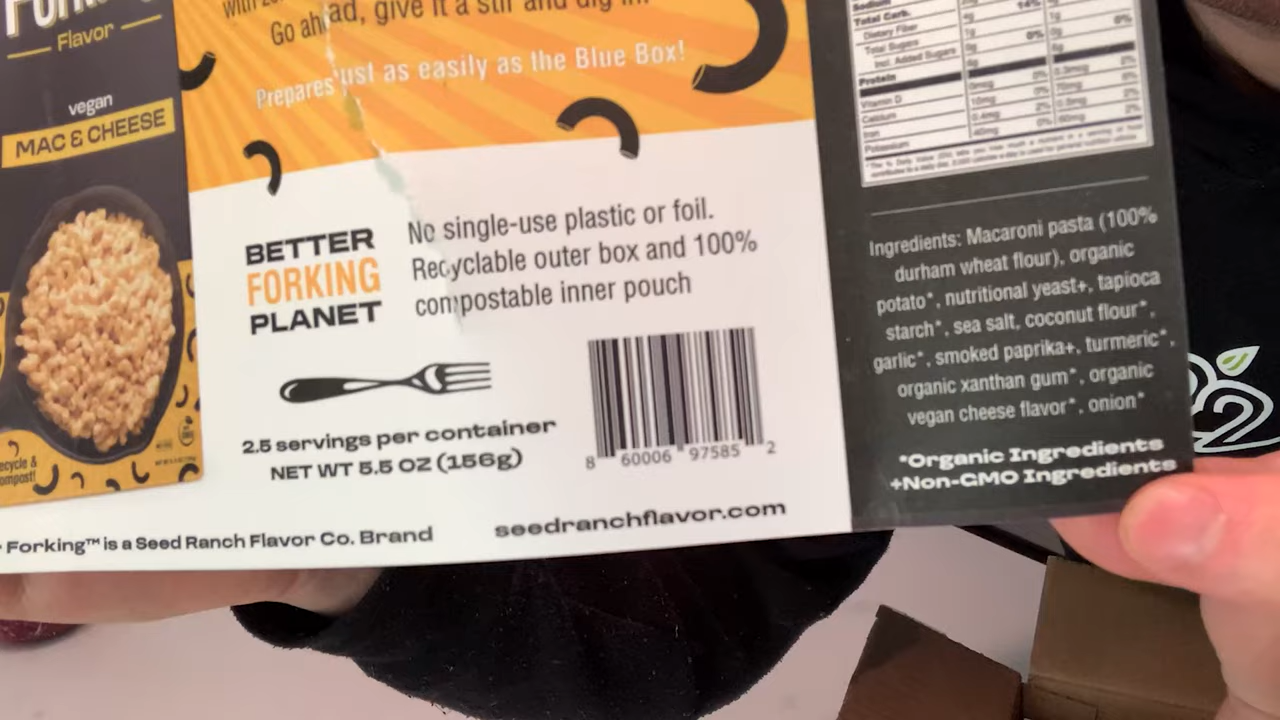 Flavor
vegan
MAC & CHEESE
Go ahead, give it a stir and dig in!
Prepares just as easily as the Blue Box!
BETTER
FORKING
PLANET
No single-use plastic or foil.
Recyclable outer box and 100%
compostable inner pouch
2.5 servings per container
NET WT 5.5 OZ (156g)
8 60006 97585 2
Forking™ is a Seed Ranch Flavor Co. Brand
seedranchflavor.com
Sodium
Total Carb. 14%
Dietary Fiber
Total Sugars
Incl. Added Sugars 0% 0%
Protein
Vitamin D
Calcium
Iron
Potassium
Ingredients: Macaroni pasta (100%
durham wheat flour), organic
potato*, nutritional yeast+, tapioca
starch*, sea salt, coconut flour*,
garlic*, smoked paprika+, turmeric*,
organic xanthan gum*, organic
vegan cheese flavor*, onion*
*Organic Ingredients
+Non-GMO Ingredients